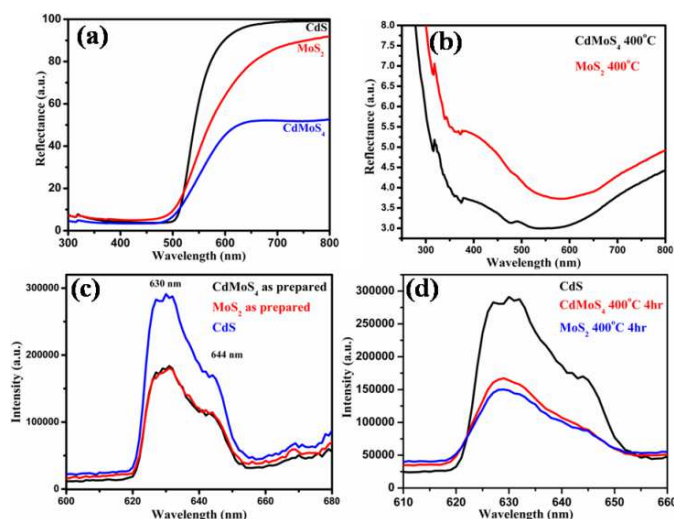 (a)
CdS
MoS₂
CdMoS₄
Reflectance (a.u.)
100
80
60
40
20
0
300 400 500 600 700 800
Wavelength (nm)
(b)
CdMoS₄ 400°C
MoS₂ 400°C
Reflectance (a.u.)
8.0
7.5
7.0
6.5
6.0
5.5
5.0
4.5
4.0
3.5
3.0
300 400 500 600 700 800
Wavelength (nm)
(c)
630 nm
CdMoS₄ as prepared
MoS₂ as prepared
CdS
644 nm
Intensity (a.u.)
300000
200000
100000
0
600 610 620 630 640 650 660 670 680
Wavelength (nm)
(d)
CdS
CdMoS₄ 400°C 4hr
MoS₂ 400°C 4hr
Intensity (a.u.)
300000
250000
200000
150000
100000
50000
0
610 620 630 640 650 660
Wavelength (nm)